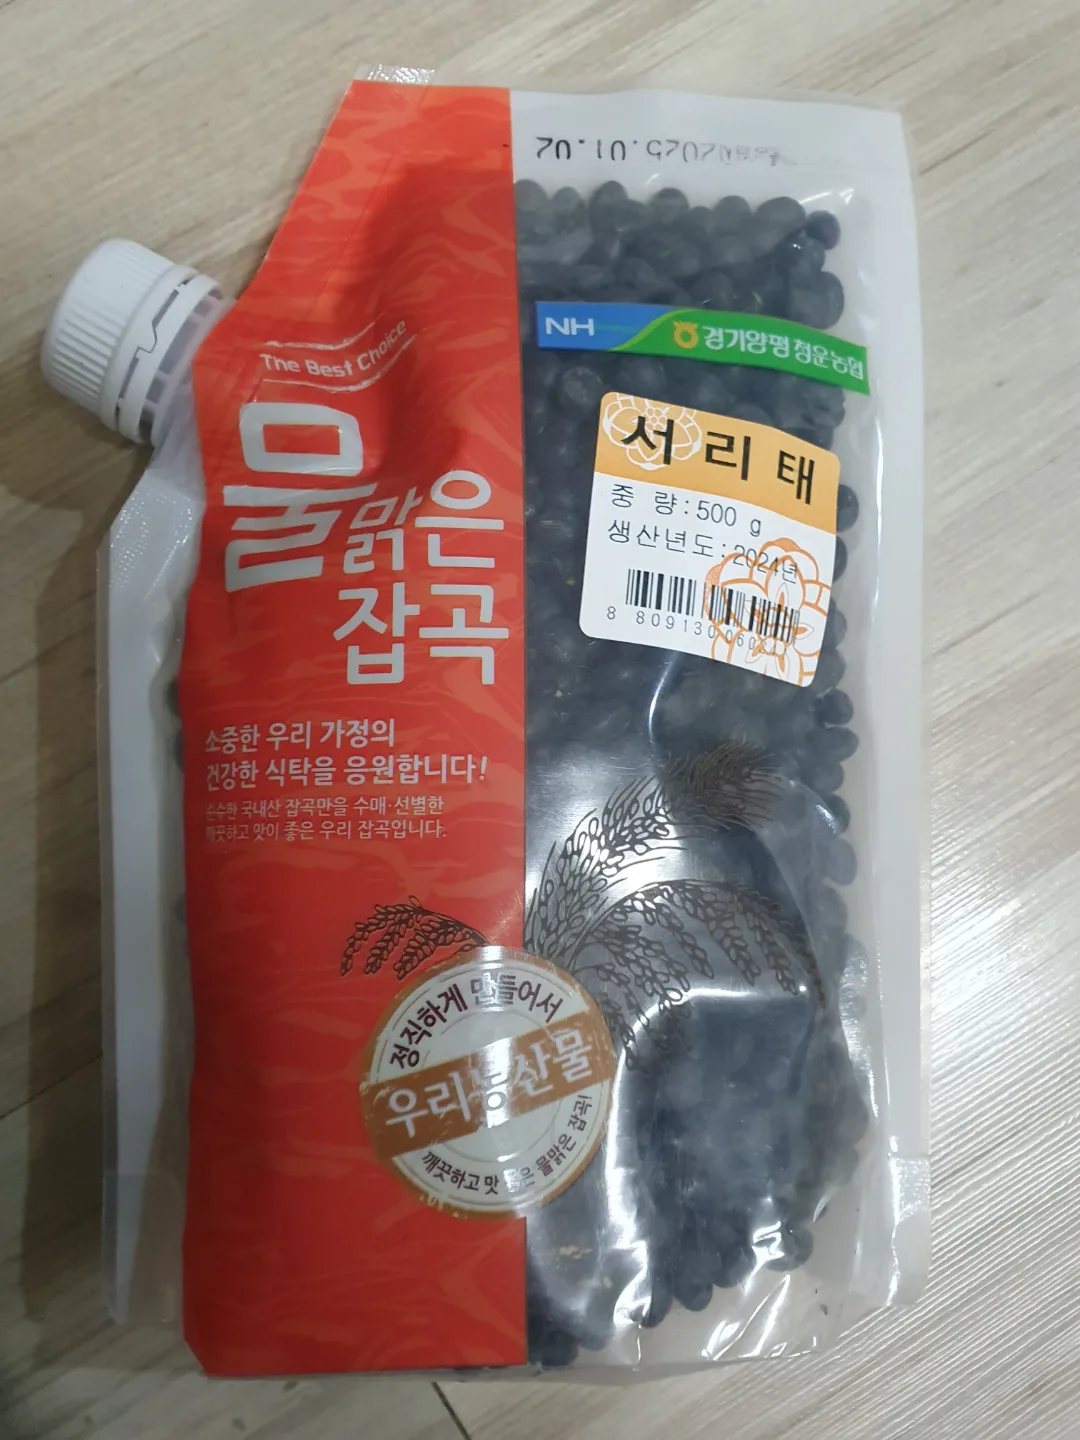 2025.01.02
NH 경기양평 청운농협
The Best Choice
물맑은
잡곡
서리태
중 량:500 g
생산년도:2024년
8 809130
소중한 우리 가정의
건강한 식탁을 응원합니다!
순수한 국내산 잡곡만을 수매·선별한
깨끗하고 맛이 좋은 우리 잡곡입니다.
정직하게 만들어서
우리농산물
깨끗하고 맛 좋은 물맑은 잡곡!